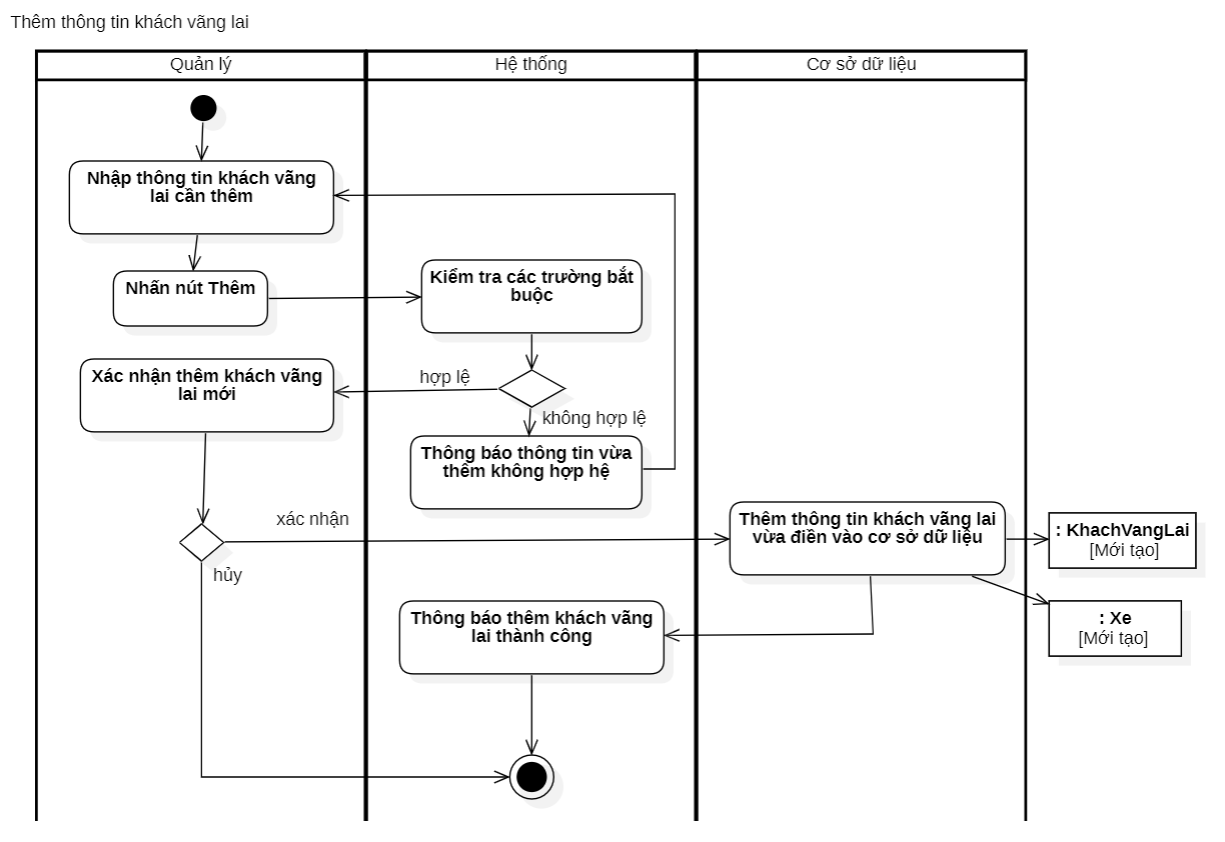 Thêm thông tin khách vãng lai
Quản lý
Hệ thống
Cơ sở dữ liệu
Nhập thông tin khách vãng
lai cần thêm
Nhấn nút Thêm
Kiểm tra các trường bắt
buộc
Xác nhận thêm khách vãng
lai mới
hợp lệ
không hợp lệ
Thông báo thông tin vừa
thêm không hợp hệ
xác nhận
hủy
Thêm thông tin khách vãng lai
vừa điền vào cơ sở dữ liệu
: KhachVangLai
[Mới tạo]
: Xe
[Mới tạo]
Thông báo thêm khách vãng
lai thành công